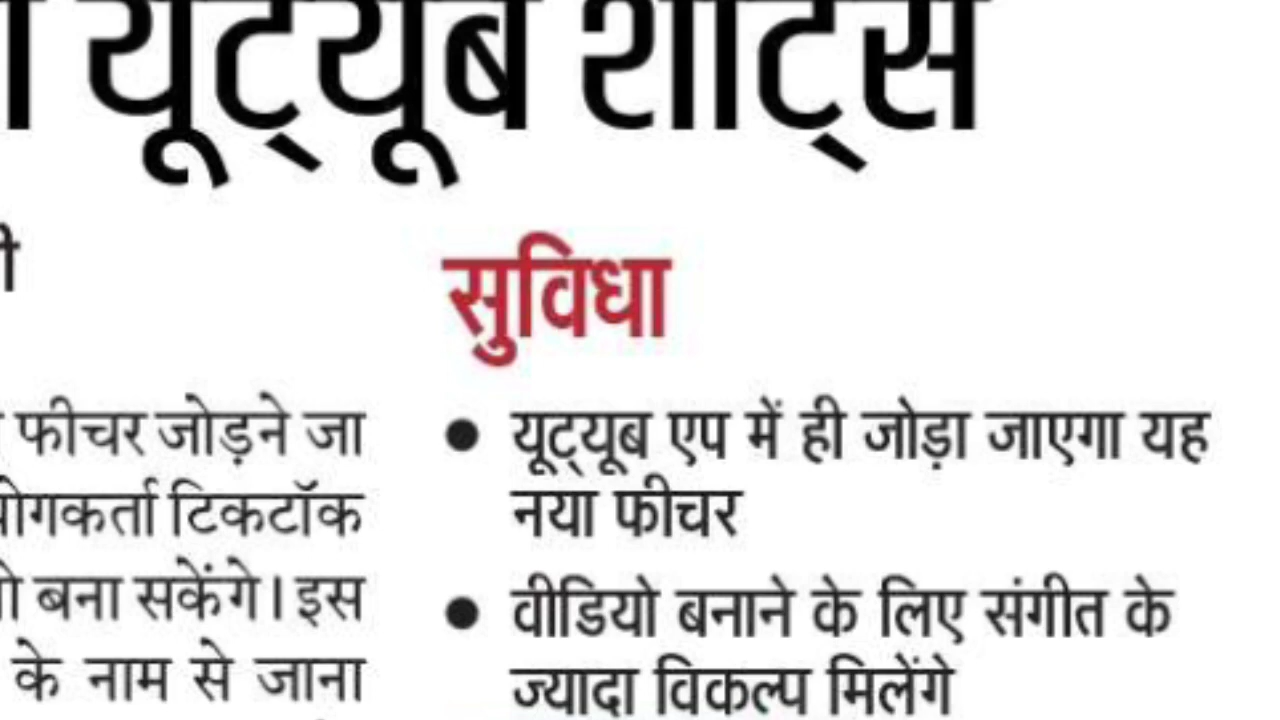 यूट्यूब शॉर्ट्स
सुविधा
फीचर जोड़ने जा
टिकटॉक
बना सकेंगे। इस
के नाम से जाना
● यूट्यूब एप में ही जोड़ा जाएगा यह
नया फीचर
● वीडियो बनाने के लिए संगीत के
ज्यादा विकल्प मिलेंगे